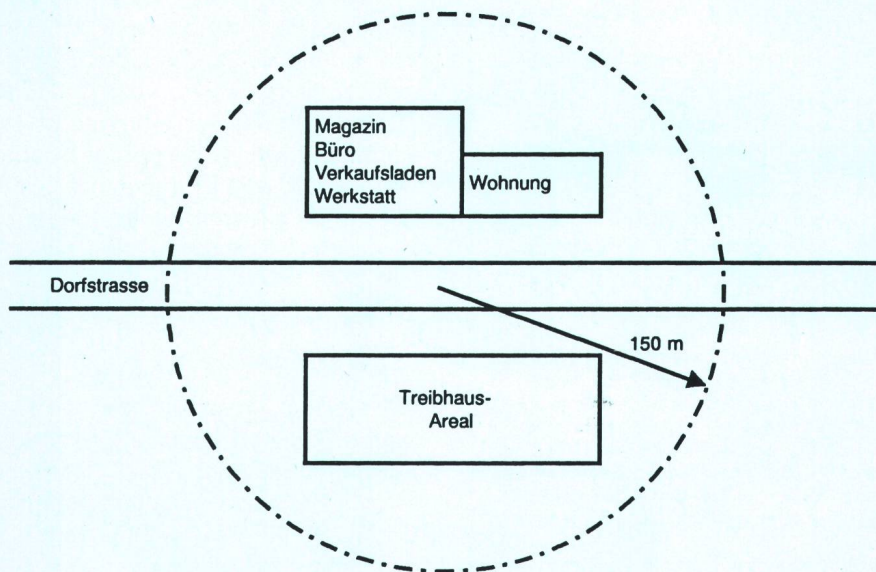 Magazin
Büro
Verkaufsladen
Werkstatt
Wohnung
Dorfstrasse
150 m
Treibhaus-
Areal